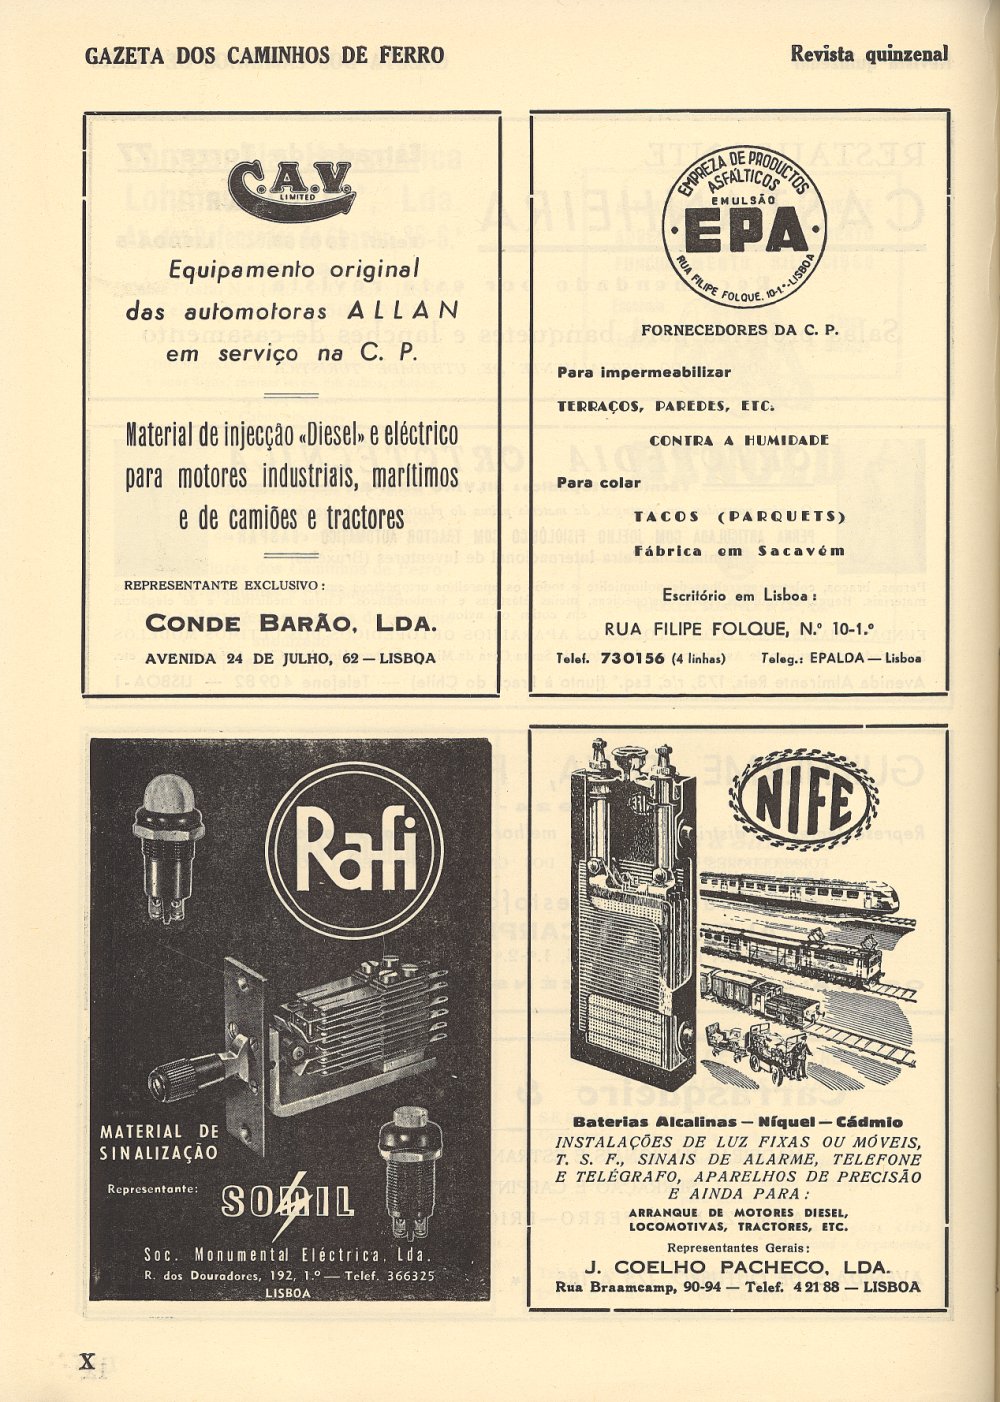 GAZETA DOS CAMINHOS DE FERRO
Revista quinzenal
C.A.V.
LIMITED
Equipamento original
das automotoras ALLAN
em serviço na C. P.
Material de injecção «Diesel» e eléctrico
para motores industriais, marítimos
e de camiões e tractores
REPRESENTANTE EXCLUSIVO:
CONDE BARÃO, LDA.
AVENIDA 24 DE JULHO, 62 — LISBOA
EMPREZA DE PRODUCTOS
ASFÁLTICOS
EMULSÃO
EPA
RUA FILIPE FOLQUE, 10-1.º-LISBOA
FORNECEDORES DA C. P.
Para impermeabilizar
TERRAÇOS, PAREDES, ETC.
CONTRA A HUMIDADE
Para colar
TACOS (PARQUETS)
Fábrica em Sacavém
Escritório em Lisboa:
RUA FILIPE FOLQUE, N.º 10-1.º
Telef. 730156 (4 linhas) Teleg.: EPALDA — Lisboa
Rafi
MATERIAL DE
SINALIZAÇÃO
Representante:
SOMIL
Soc. Monumental Eléctrica, Lda.
R. dos Douradores, 192, 1.º — Telef. 366325
LISBOA
NIFE
Baterias Alcalinas — Níquel — Cádmio
INSTALAÇÕES DE LUZ FIXAS OU MÓVEIS,
T. S. F., SINAIS DE ALARME, TELEFONE
E TELÉGRAFO, APARELHOS DE PRECISÃO
E AINDA PARA:
ARRANQUE DE MOTORES DIESEL,
LOCOMOTIVAS, TRACTORES, ETC.
Representantes Gerais:
J. COELHO PACHECO, LDA.
Rua Braamcamp, 90-94 — Telef. 4 21 88 — LISBOA
X